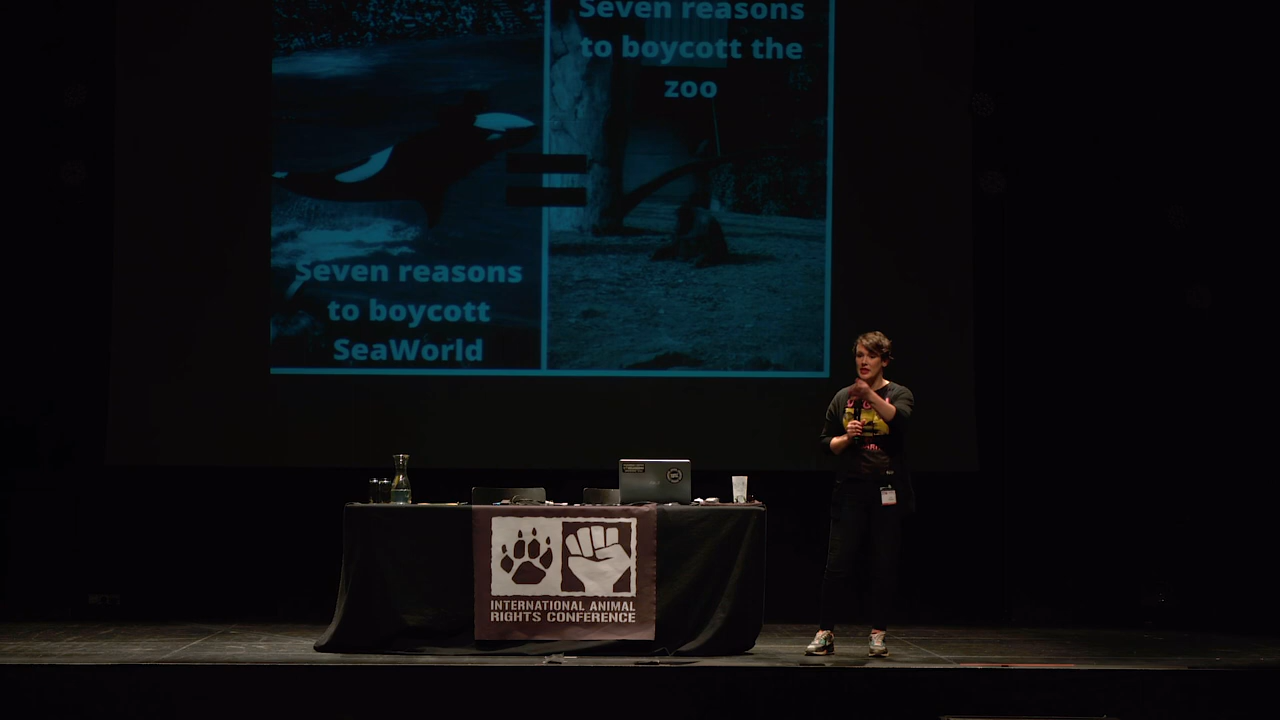 Seven reasons
to boycott the
zoo
Seven reasons
to boycott
SeaWorld
INTERNATIONAL ANIMAL
RIGHTS CONFERENCE